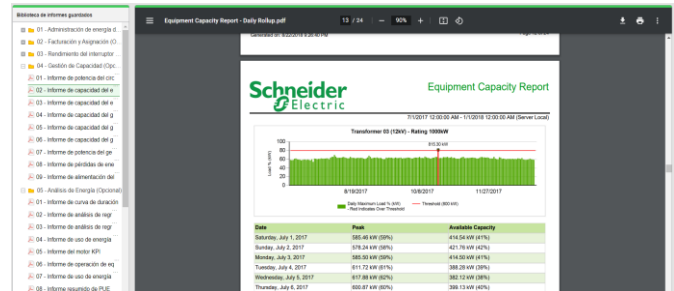 Biblioteca de informes guardados
01 - Administración de energía d
02 - Facturación y Asignación (O
03 - Rendimiento del interruptor
04 - Gestión de Capacidad (Opc
01 - Informe de potencia del circ
02 - Informe de capacidad del e
03 - Informe de capacidad del e
04 - Informe de capacidad del g
05 - Informe de capacidad del g
06 - Informe de capacidad del g
07 - Informe de potencia del ge
08 - Informe de pérdidas de ene
09 - Informe de alimentación del
05 - Análisis de Energía (Opcional)
01 - Informe de curva de duración
02 - Informe de análisis de regr
03 - Informe de análisis de regr
04 - Informe de uso de energía
05 - Informe del motor KPI
06 - Informe de operación de eq
07 - Informe de uso de energía
08 - Informe resumido de PUE
Equipment Capacity Report - Daily Rollup.pdf
13 / 24
90%
Schneider
Electric
Equipment Capacity Report
7/1/2017 12:00:00 AM - 1/1/2018 12:00:00 AM (Server Local)
Transformer 03 (12kV) - Rating 1000kW
Load % (kW)
100
80
60
40
20
0
8/19/2017 10/8/2017 11/27/2017
Daily Maximum Load % (kW)
- Red Indicates Over Threshold
Threshold (800 kW)
Date Peak Available Capacity
Saturday, July 1, 2017 585.46 kW (59%) 414.54 kW (41%)
Sunday, July 2, 2017 578.24 kW (58%) 421.76 kW (42%)
Monday, July 3, 2017 585.50 kW (59%) 414.50 kW (41%)
Tuesday, July 4, 2017 611.72 kW (61%) 388.28 kW (39%)
Wednesday, July 5, 2017 617.88 kW (62%) 382.12 kW (38%)
Thursday, July 6, 2017 600.87 kW (60%) 399.13 kW (40%)